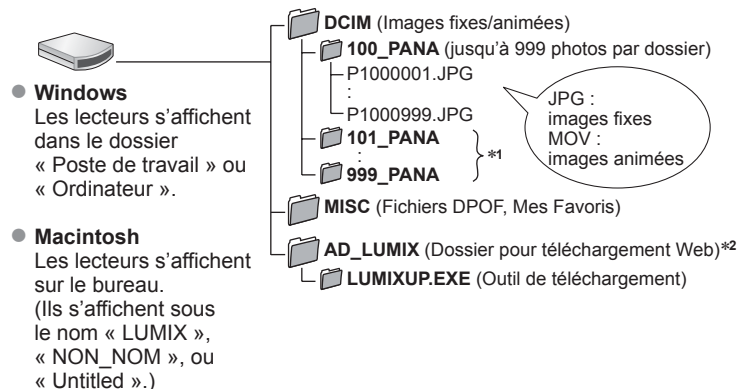 DCIM (Images fixes/animées)
100_PANA (jusqu’à 999 photos par dossier)
P1000001.JPG
:
P1000999.JPG
101_PANA
:
999_PANA
*1
JPG :
images fixes
MOV :
images animées
MISC (Fichiers DPOF, Mes Favoris)
AD_LUMIX (Dossier pour téléchargement Web)*2
LUMIXUP.EXE (Outil de téléchargement)
● Windows
Les lecteurs s’affichent
dans le dossier
« Poste de travail » ou
« Ordinateur ».
● Macintosh
Les lecteurs s’affichent
sur le bureau.
(Ils s’affichent sous
le nom « LUMIX »,
« NON_NOM », ou
« Untitled ».)